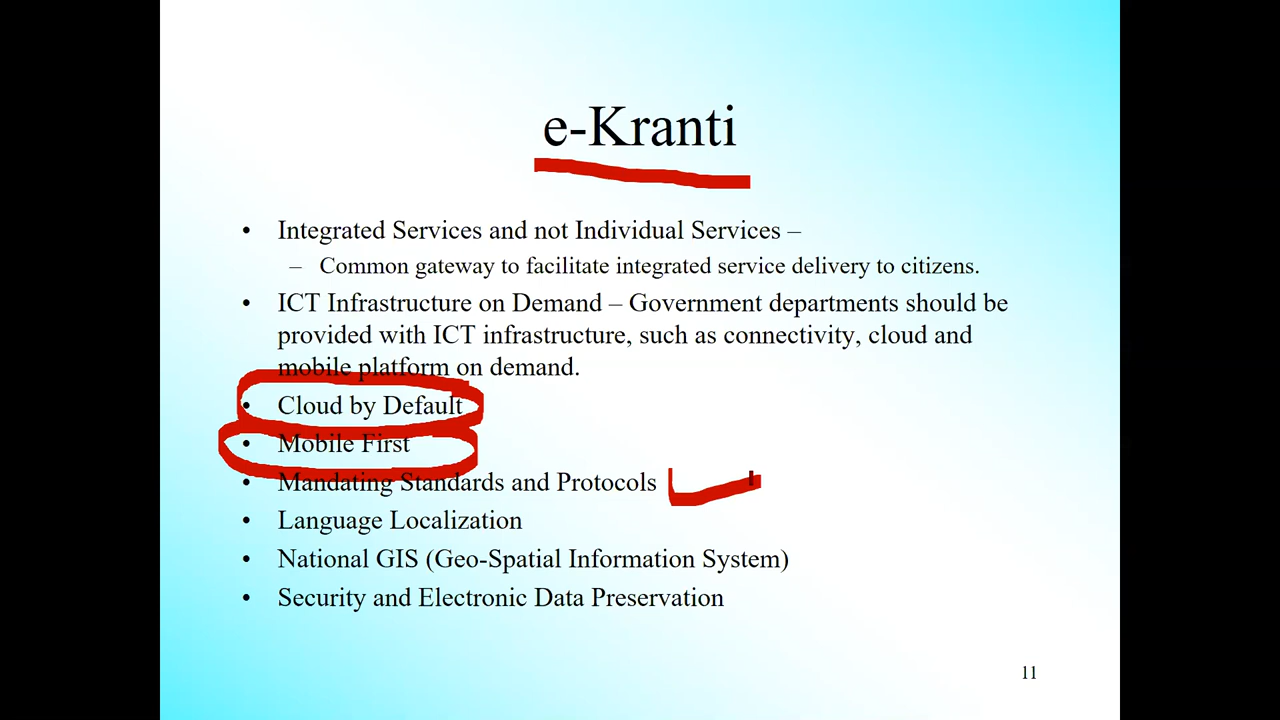 e-Kranti
• Integrated Services and not Individual Services –
– Common gateway to facilitate integrated service delivery to citizens.
• ICT Infrastructure on Demand – Government departments should be
provided with ICT infrastructure, such as connectivity, cloud and
mobile platform on demand.
• Cloud by Default
• Mobile First
• Mandating Standards and Protocols
• Language Localization
• National GIS (Geo-Spatial Information System)
• Security and Electronic Data Preservation
11